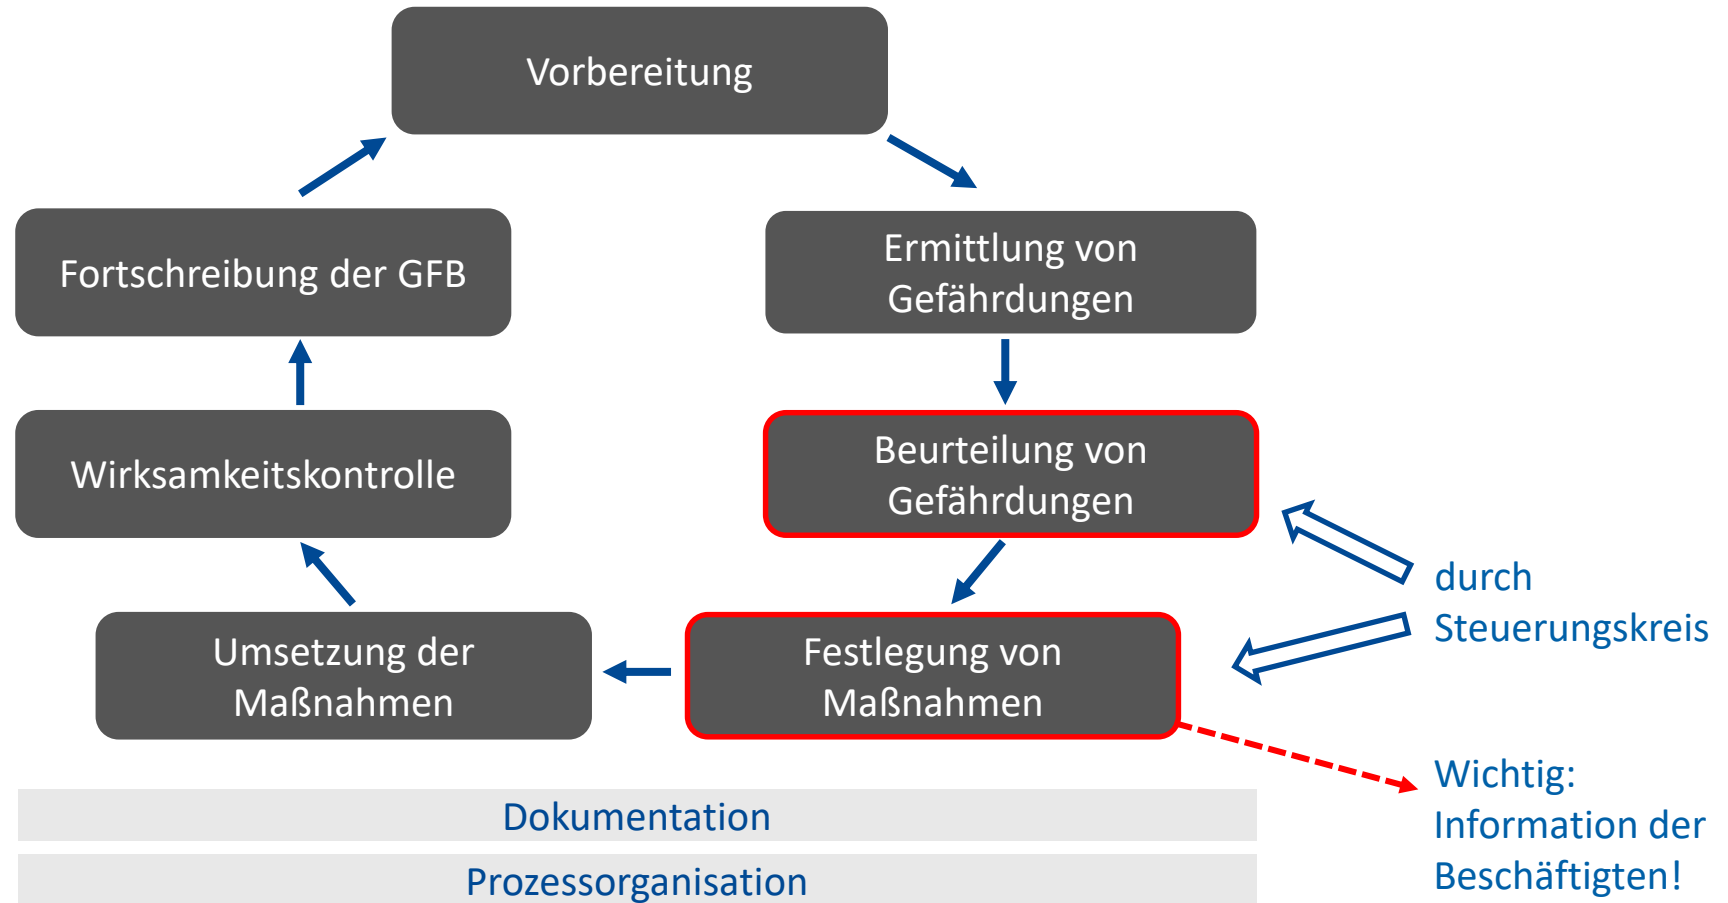 Vorbereitung
Fortschreibung der GFB
Ermittlung von
Gefährdungen
Wirksamkeitskontrolle
Beurteilung von
Gefährdungen
durch
Steuerungskreis
Umsetzung der
Maßnahmen
Festlegung von
Maßnahmen
Wichtig:
Information der
Beschäftigten!
Dokumentation
Prozessorganisation